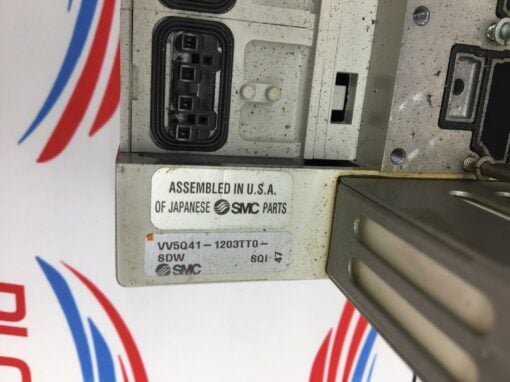 ASSEMBLED IN U.S.A.
OF JAPANESE SMC PARTS
VV5Q41-1203TT0-
SDW SQI 47
SMC